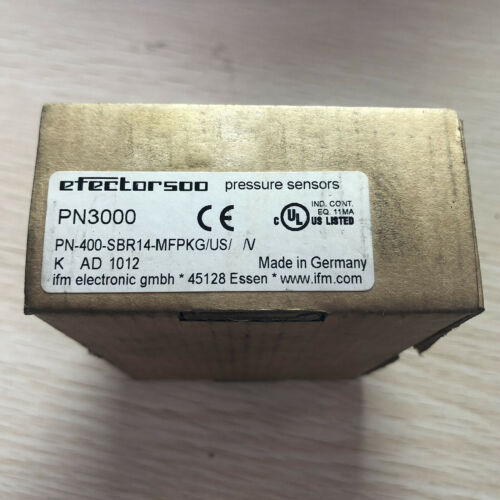 efector500 pressure sensors
PN3000
CE
c UL US LISTED
IND. CONT.
EQ. 11MA
PN-400-SBR14-MFPKG/US/ /V
K AD 1012
Made in Germany
ifm electronic gmbh * 45128 Essen * www.ifm.com